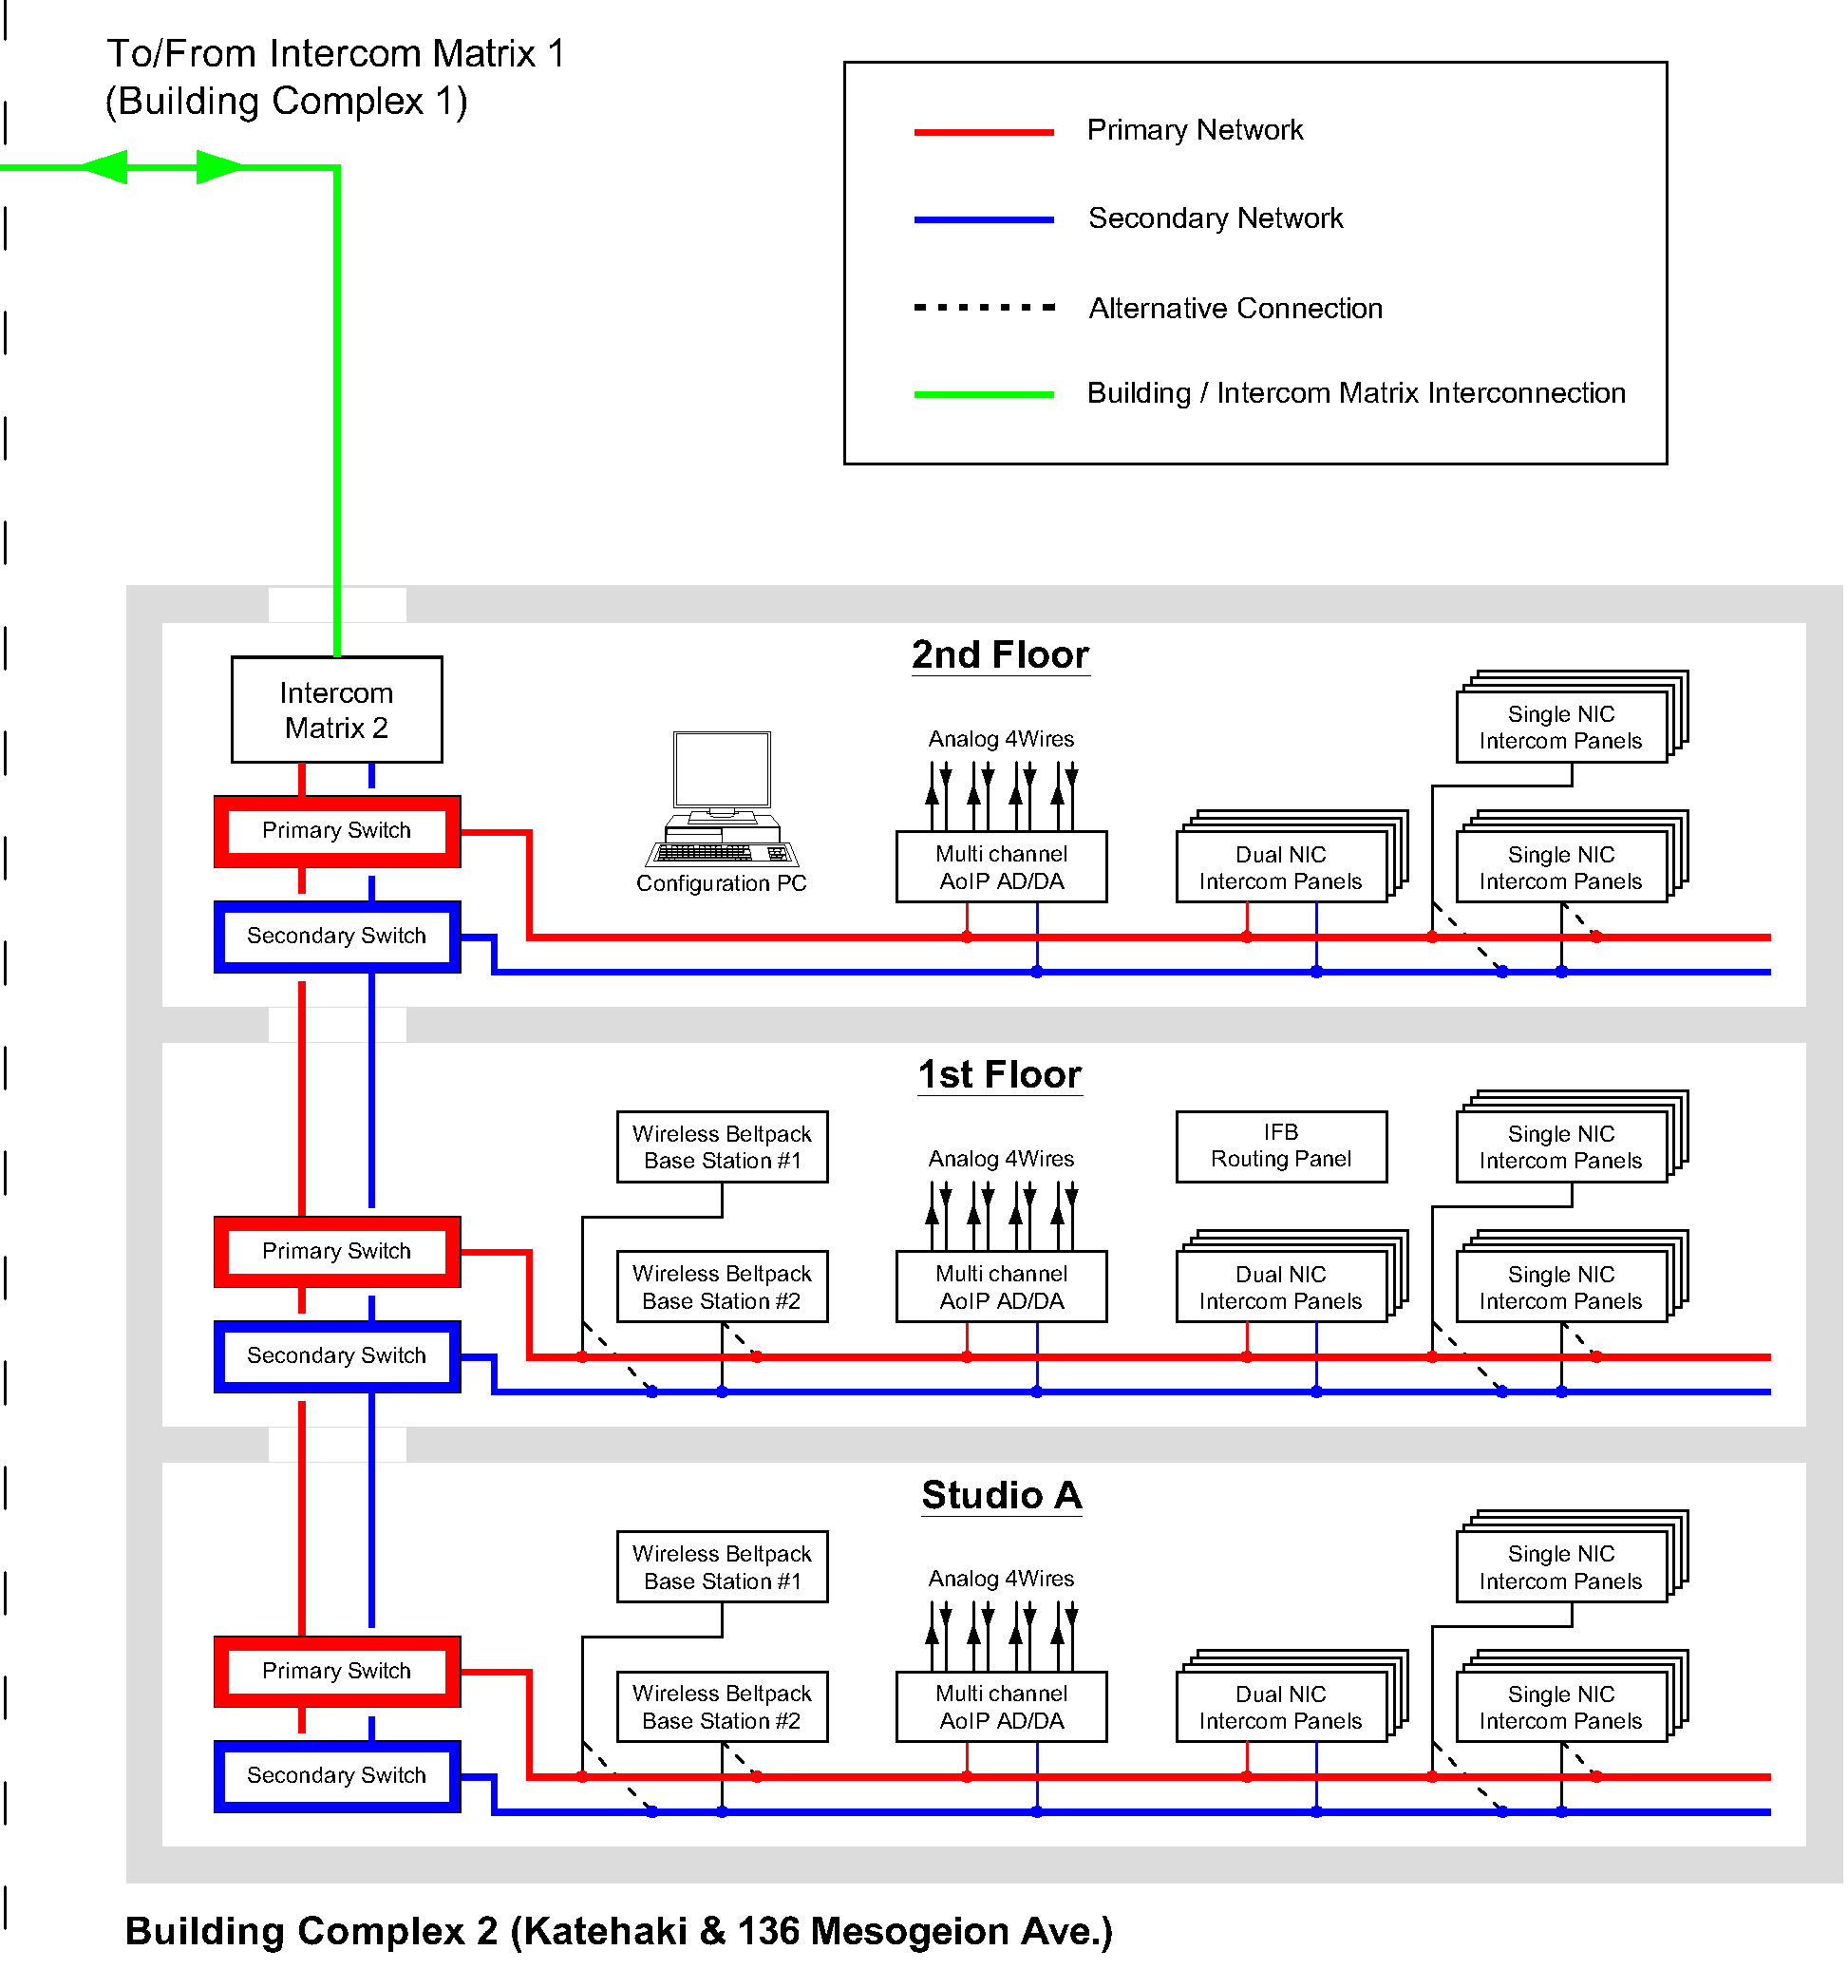 To/From Intercom Matrix 1
(Building Complex 1)
Primary Network
Secondary Network
Alternative Connection
Building / Intercom Matrix Interconnection
2nd Floor
Intercom
Matrix 2
Primary Switch
Secondary Switch
Configuration PC
Analog 4Wires
Multi channel
AoIP AD/DA
Dual NIC
Intercom Panels
Single NIC
Intercom Panels
Single NIC
Intercom Panels
1st Floor
Primary Switch
Secondary Switch
Wireless Beltpack
Base Station #1
Wireless Beltpack
Base Station #2
Analog 4Wires
Multi channel
AoIP AD/DA
IFB
Routing Panel
Dual NIC
Intercom Panels
Single NIC
Intercom Panels
Single NIC
Intercom Panels
Studio A
Primary Switch
Secondary Switch
Wireless Beltpack
Base Station #1
Wireless Beltpack
Base Station #2
Analog 4Wires
Multi channel
AoIP AD/DA
Dual NIC
Intercom Panels
Single NIC
Intercom Panels
Single NIC
Intercom Panels
Building Complex 2 (Katehaki & 136 Mesogeion Ave.)